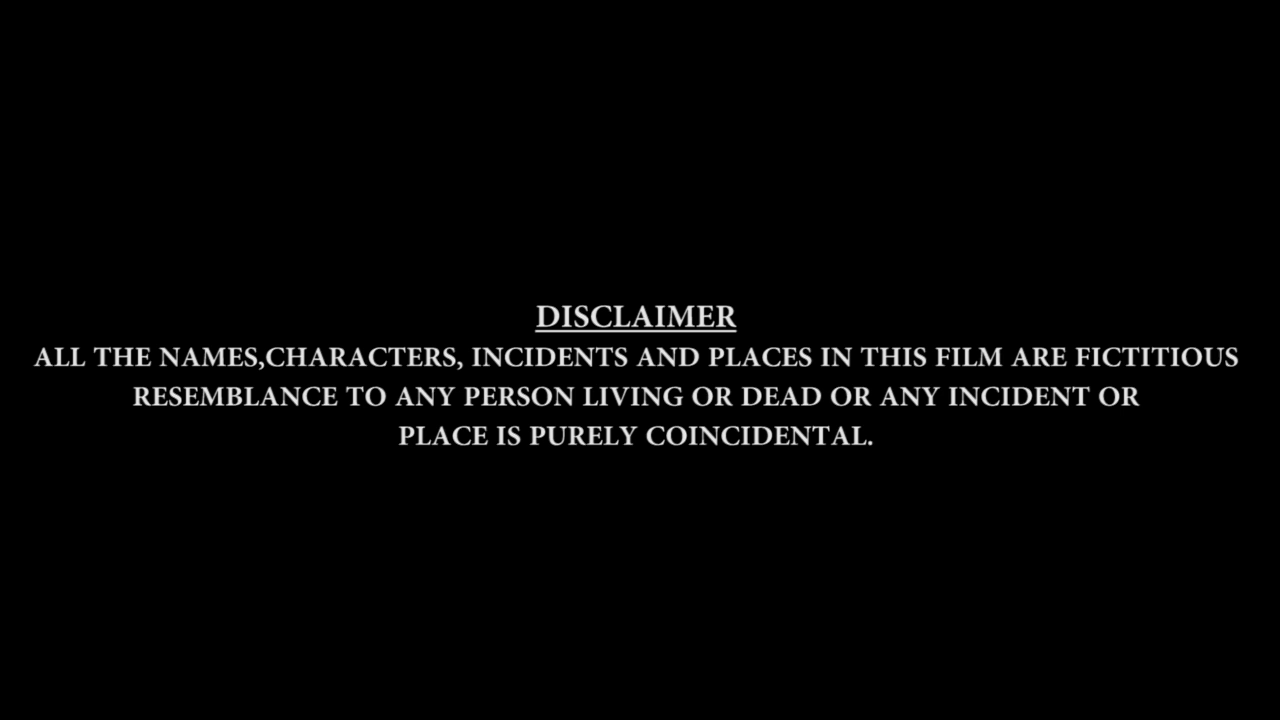 DISCLAIMER
ALL THE NAMES,CHARACTERS, INCIDENTS AND PLACES IN THIS FILM ARE FICTITIOUS
RESEMBLANCE TO ANY PERSON LIVING OR DEAD OR ANY INCIDENT OR
PLACE IS PURELY COINCIDENTAL.